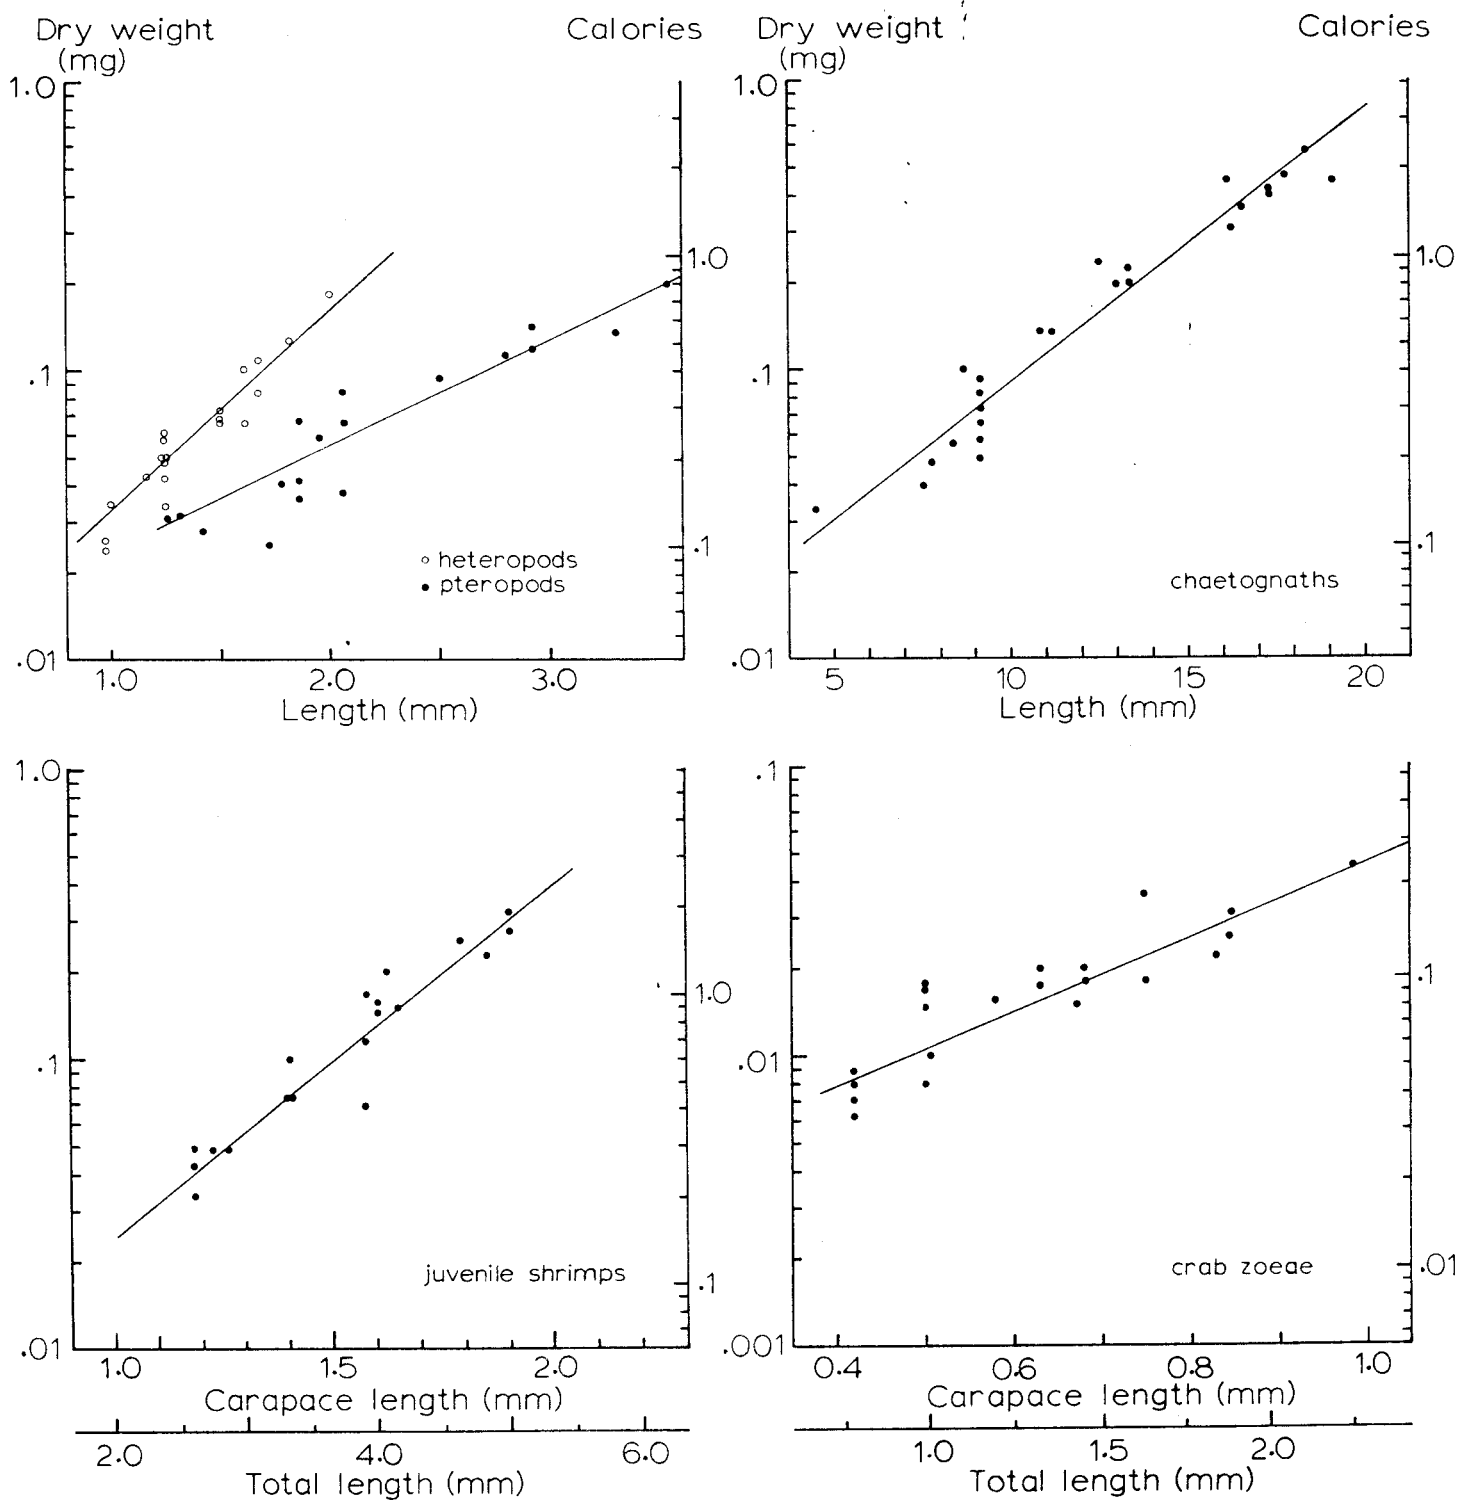 Dry weight
(mg)
Calories
1.0
.1
.01
1.0
.1
heteropods
pteropods
1.0 2.0 3.0
Length (mm)
Dry weight
(mg)
Calories
1.0
.1
.01
1.0
.1
chaetognaths
5 10 15 20
Length (mm)
1.0
.1
.01
1.0
.1
juvenile shrimps
1.0 1.5 2.0
Carapace length (mm)
2.0 4.0 6.0
Total length (mm)
.1
.01
.001
.1
.01
crab zoeae
0.4 0.6 0.8 1.0
Carapace length (mm)
1.0 1.5 2.0
Total length (mm)